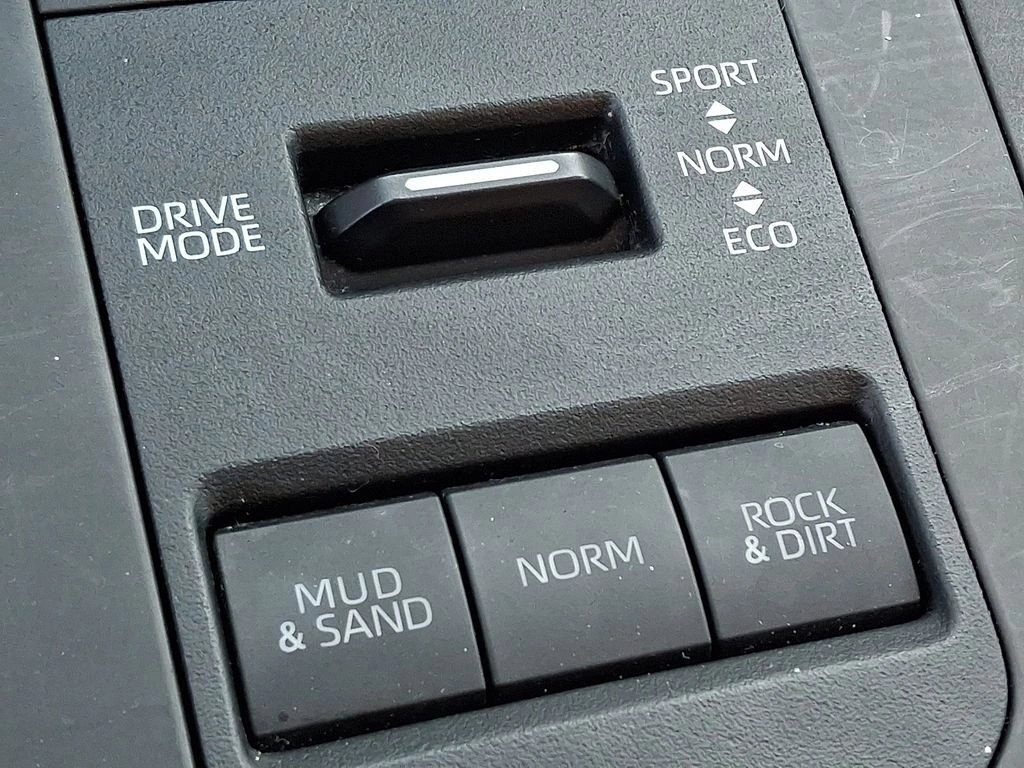 SPORT
NORM
ECO
DRIVE
MODE
MUD
& SAND
NORM
ROCK
& DIRT